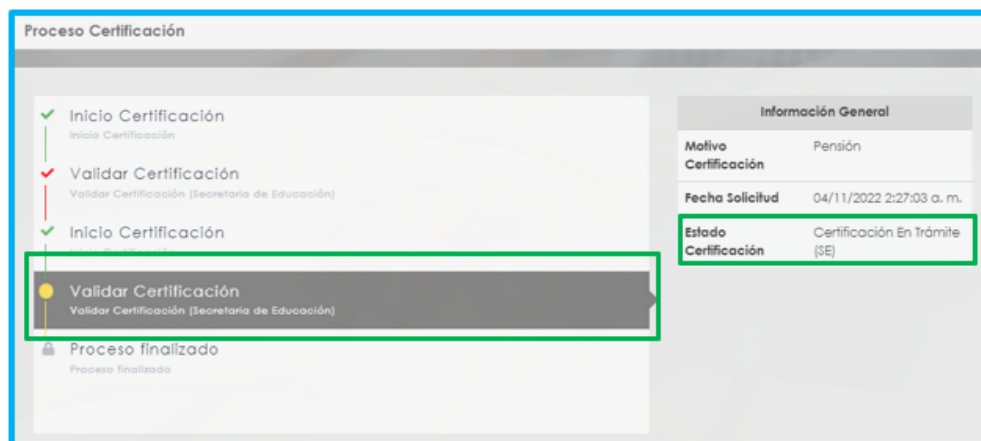 Proceso Certificación
Inicio Certificación
Inicio Certificación
Validar Certificación
Validar Certificación (Secretaria de Educación)
Inicio Certificación
Inicio Certificación
Validar Certificación
Validar Certificación (Secretaria de Educación)
Proceso finalizado
Proceso finalizado
Información General
Motivo Certificación Pensión
Fecha Solicitud 04/11/2022 2:27:03 a. m.
Estado Certificación Certificación En Trámite (SE)